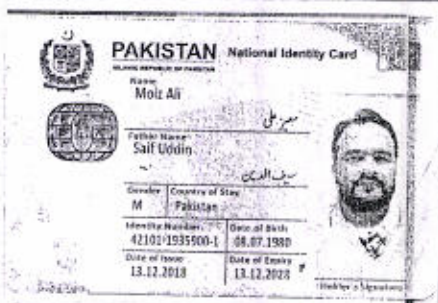 PAKISTAN National Identity Card
ISLAMIC REPUBLIC OF PAKISTAN
Name
Moiz Ali
معز علی
Father Name
Saif Uddin
سیف الدین
Gender Country of Stay
M Pakistan
Identity Number Date of Birth
42101-1935900-1 08.07.1980
Date of Issue Date of Expiry
13.12.2018 13.12.2028
Holder's Signature